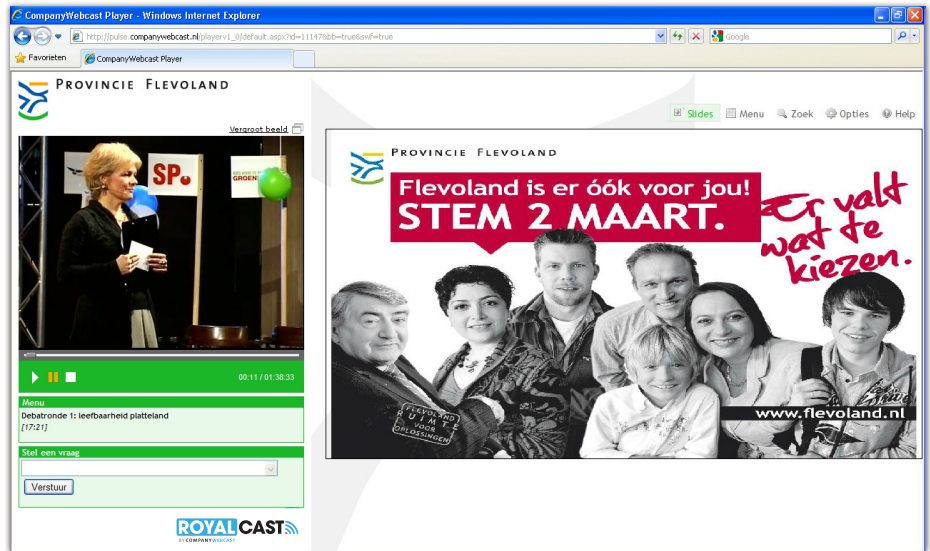 CompanyWebcast Player - Windows Internet Explorer
http://pulse.companywebcast.nl/playerv1_0/default.aspx?id=11147&bb=true&swf=true
Google
Favorieten
CompanyWebcast Player
PROVINCIE FLEVOLAND
Vergroot beeld
Slides Menu Zoek Opties Help
SP.
GROEN
00:11 / 01:38:33
Menu
Debatronde 1: leefbaarheid platteland
[17:21]
Stel een vraag
Verstuur
ROYALCAST
BY COMPANYWEBCAST
PROVINCIE FLEVOLAND
Flevoland is er óók voor jou!
STEM 2 MAART.
Er valt
wat te
kiezen.
FLEVOLAND
RUIMTE
VOOR
OPLOSSINGEN
www.flevoland.nl